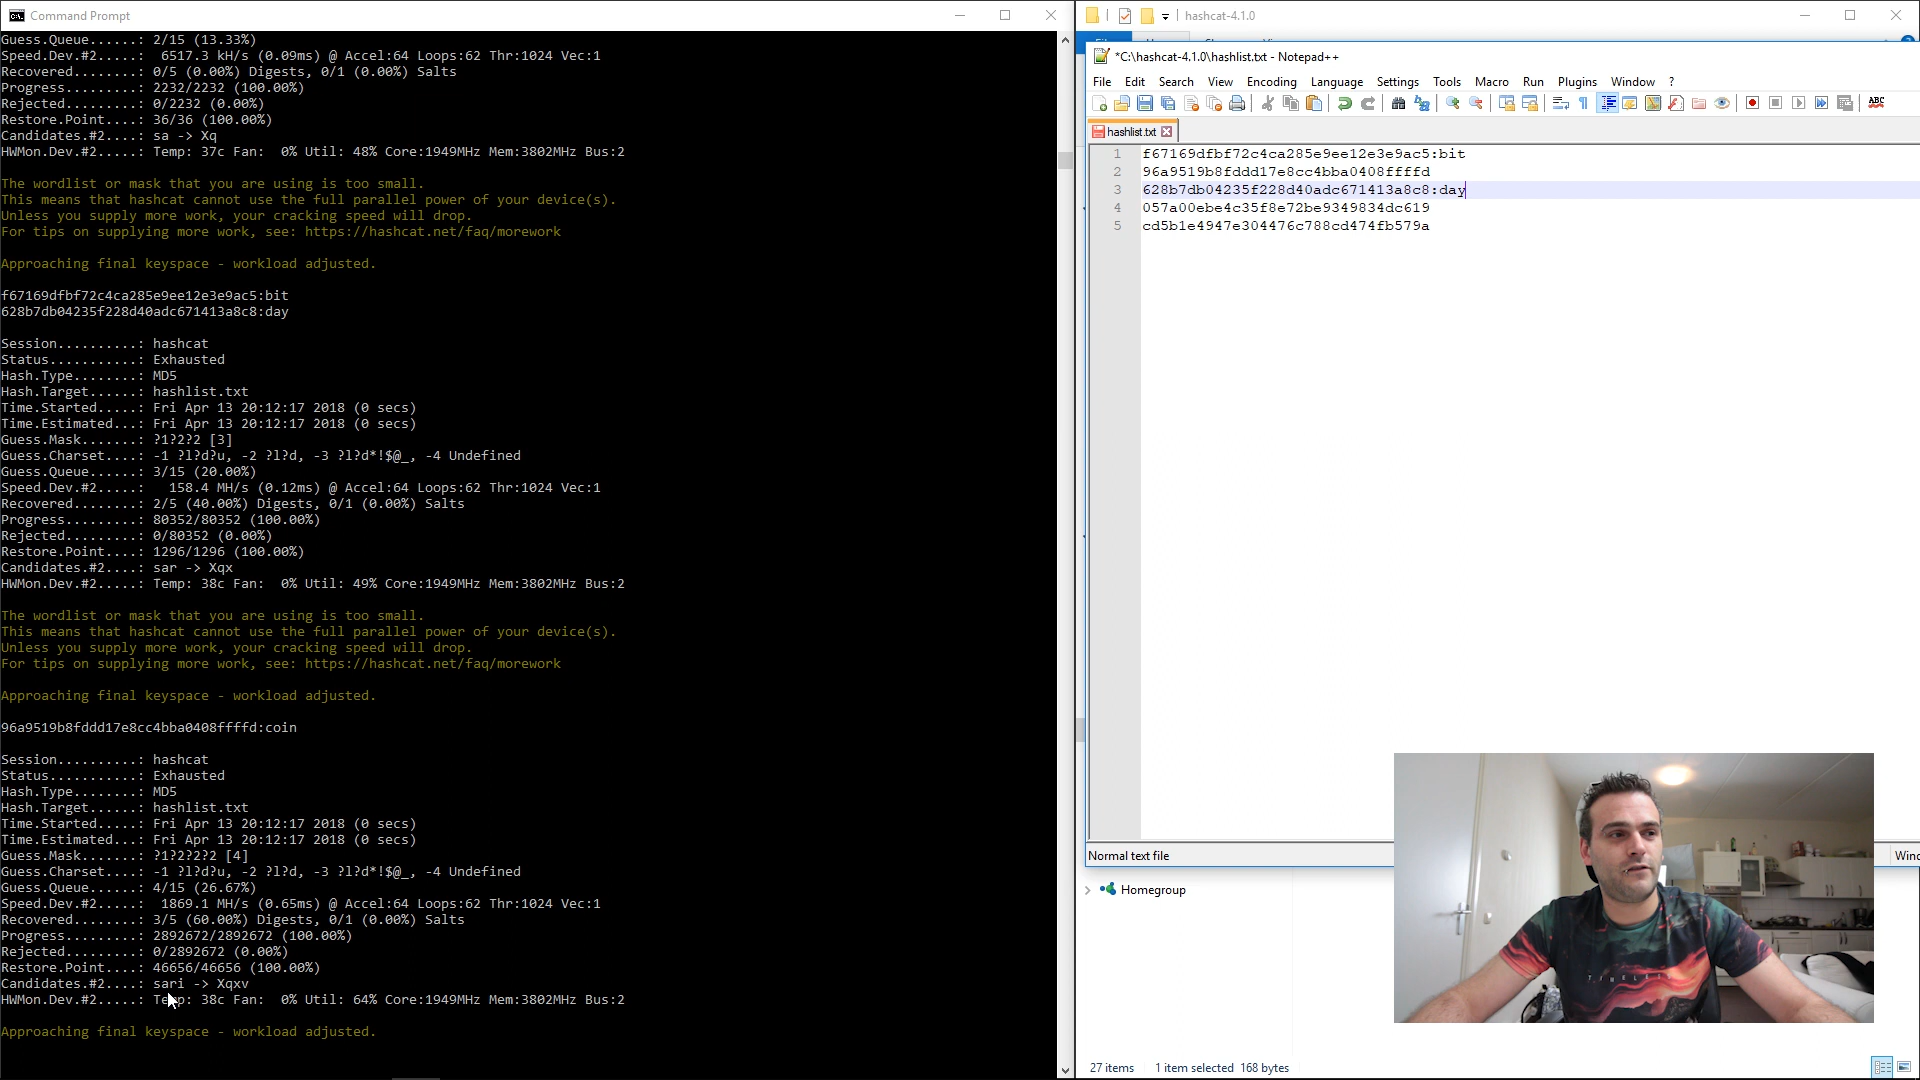 Command Prompt
Guess.Queue......: 2/15 (13.33%)
Speed.Dev.#2.....:  6517.3 kH/s (0.09ms) @ Accel:64 Loops:62 Thr:1024 Vec:1
Recovered........: 0/5 (0.00%) Digests, 0/1 (0.00%) Salts
Progress.........: 2232/2232 (100.00%)
Rejected.........: 0/2232 (0.00%)
Restore.Point....: 36/36 (100.00%)
Candidates.#2....: sa -> Xq
HWMon.Dev.#2.....: Temp: 37c Fan:  0% Util: 48% Core:1949MHz Mem:3802MHz Bus:2
The wordlist or mask that you are using is too small.
This means that hashcat cannot use the full parallel power of your device(s).
Unless you supply more work, your cracking speed will drop.
For tips on supplying more work, see: https://hashcat.net/faq/morework
Approaching final keyspace - workload adjusted.
f67169dfbf72c4ca285e9ee12e3e9ac5:bit
628b7db04235f228d40adc671413a8c8:day
Session..........: hashcat
Status...........: Exhausted
Hash.Type........: MD5
Hash.Target......: hashlist.txt
Time.Started.....: Fri Apr 13 20:12:17 2018 (0 secs)
Time.Estimated...: Fri Apr 13 20:12:17 2018 (0 secs)
Guess.Mask.......: ?1?2?2 [3]
Guess.Charset....: -1 ?l?d?u, -2 ?l?d, -3 ?l?d*!$@_, -4 Undefined
Guess.Queue......: 3/15 (20.00%)
Speed.Dev.#2.....:   158.4 MH/s (0.12ms) @ Accel:64 Loops:62 Thr:1024 Vec:1
Recovered........: 2/5 (40.00%) Digests, 0/1 (0.00%) Salts
Progress.........: 80352/80352 (100.00%)
Rejected.........: 0/80352 (0.00%)
Restore.Point....: 1296/1296 (100.00%)
Candidates.#2....: sar -> Xqx
HWMon.Dev.#2.....: Temp: 38c Fan:  0% Util: 49% Core:1949MHz Mem:3802MHz Bus:2
The wordlist or mask that you are using is too small.
This means that hashcat cannot use the full parallel power of your device(s).
Unless you supply more work, your cracking speed will drop.
For tips on supplying more work, see: https://hashcat.net/faq/morework
Approaching final keyspace - workload adjusted.
96a9519b8fddd17e8cc4bba0408ffffd:coin
Session..........: hashcat
Status...........: Exhausted
Hash.Type........: MD5
Hash.Target......: hashlist.txt
Time.Started.....: Fri Apr 13 20:12:17 2018 (0 secs)
Time.Estimated...: Fri Apr 13 20:12:17 2018 (0 secs)
Guess.Mask.......: ?1?2?2?2 [4]
Guess.Charset....: -1 ?l?d?u, -2 ?l?d, -3 ?l?d*!$@_, -4 Undefined
Guess.Queue......: 4/15 (26.67%)
Speed.Dev.#2.....:  1869.1 MH/s (0.65ms) @ Accel:64 Loops:62 Thr:1024 Vec:1
Recovered........: 3/5 (60.00%) Digests, 0/1 (0.00%) Salts
Progress.........: 2892672/2892672 (100.00%)
Rejected.........: 0/2892672 (0.00%)
Restore.Point....: 46656/46656 (100.00%)
Candidates.#2....: sari -> Xqxv
HWMon.Dev.#2.....: Temp: 38c Fan:  0% Util: 64% Core:1949MHz Mem:3802MHz Bus:2
Approaching final keyspace - workload adjusted.
hashcat-4.1.0
*C:\hashcat-4.1.0\hashlist.txt - Notepad++
File Edit Search View Encoding Language Settings Tools Macro Run Plugins Window ?
ABC
hashlist.txt
1 f67169dfbf72c4ca285e9ee12e3e9ac5:bit
2 96a9519b8fddd17e8cc4bba0408ffffd
3 628b7db04235f228d40adc671413a8c8:day
4 057a00ebe4c35f8e72be9349834dc619
5 cd5b1e4947e304476c788cd474fb579a
Normal text file
Homegroup
27 items 1 item selected 168 bytes